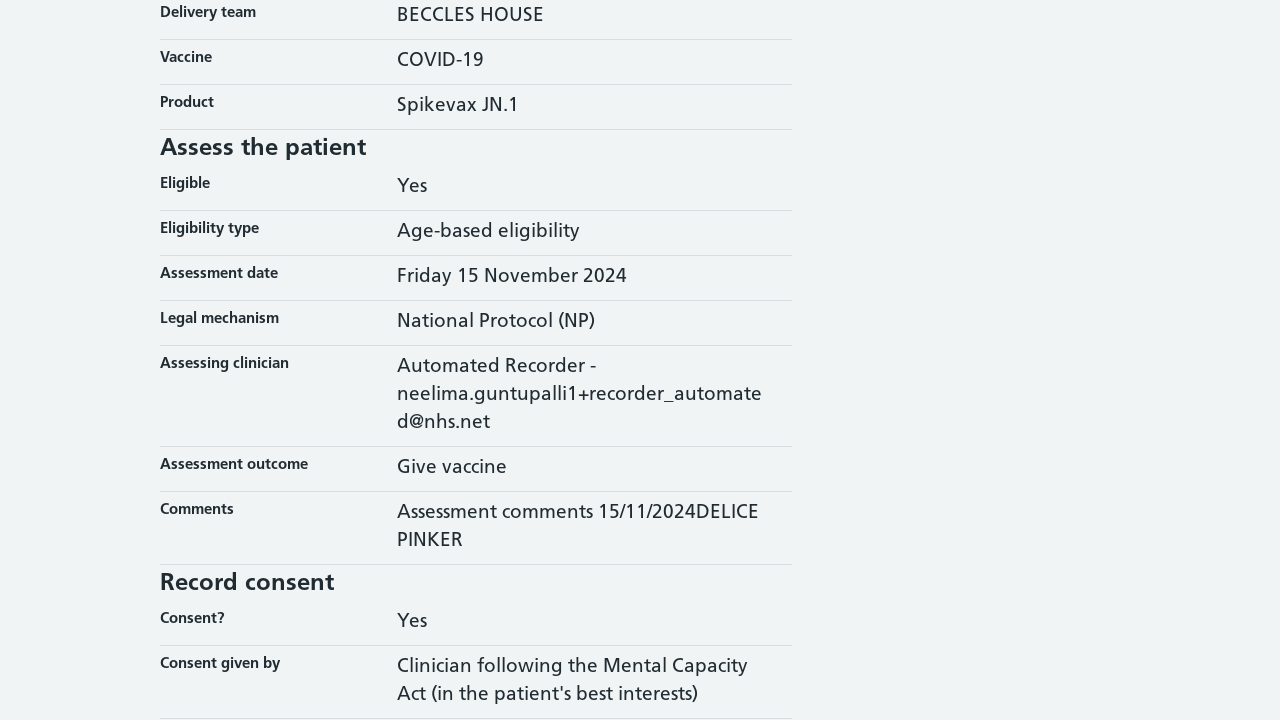 Delivery team
BECCLES HOUSE
Vaccine
COVID-19
Product
Spikevax JN.1
Assess the patient
Eligible
Yes
Eligibility type
Age-based eligibility
Assessment date
Friday 15 November 2024
Legal mechanism
National Protocol (NP)
Assessing clinician
Automated Recorder -
neelima.guntupalli1+recorder_automate
d@nhs.net
Assessment outcome
Give vaccine
Comments
Assessment comments 15/11/2024DELICE
PINKER
Record consent
Consent?
Yes
Consent given by
Clinician following the Mental Capacity
Act (in the patient's best interests)